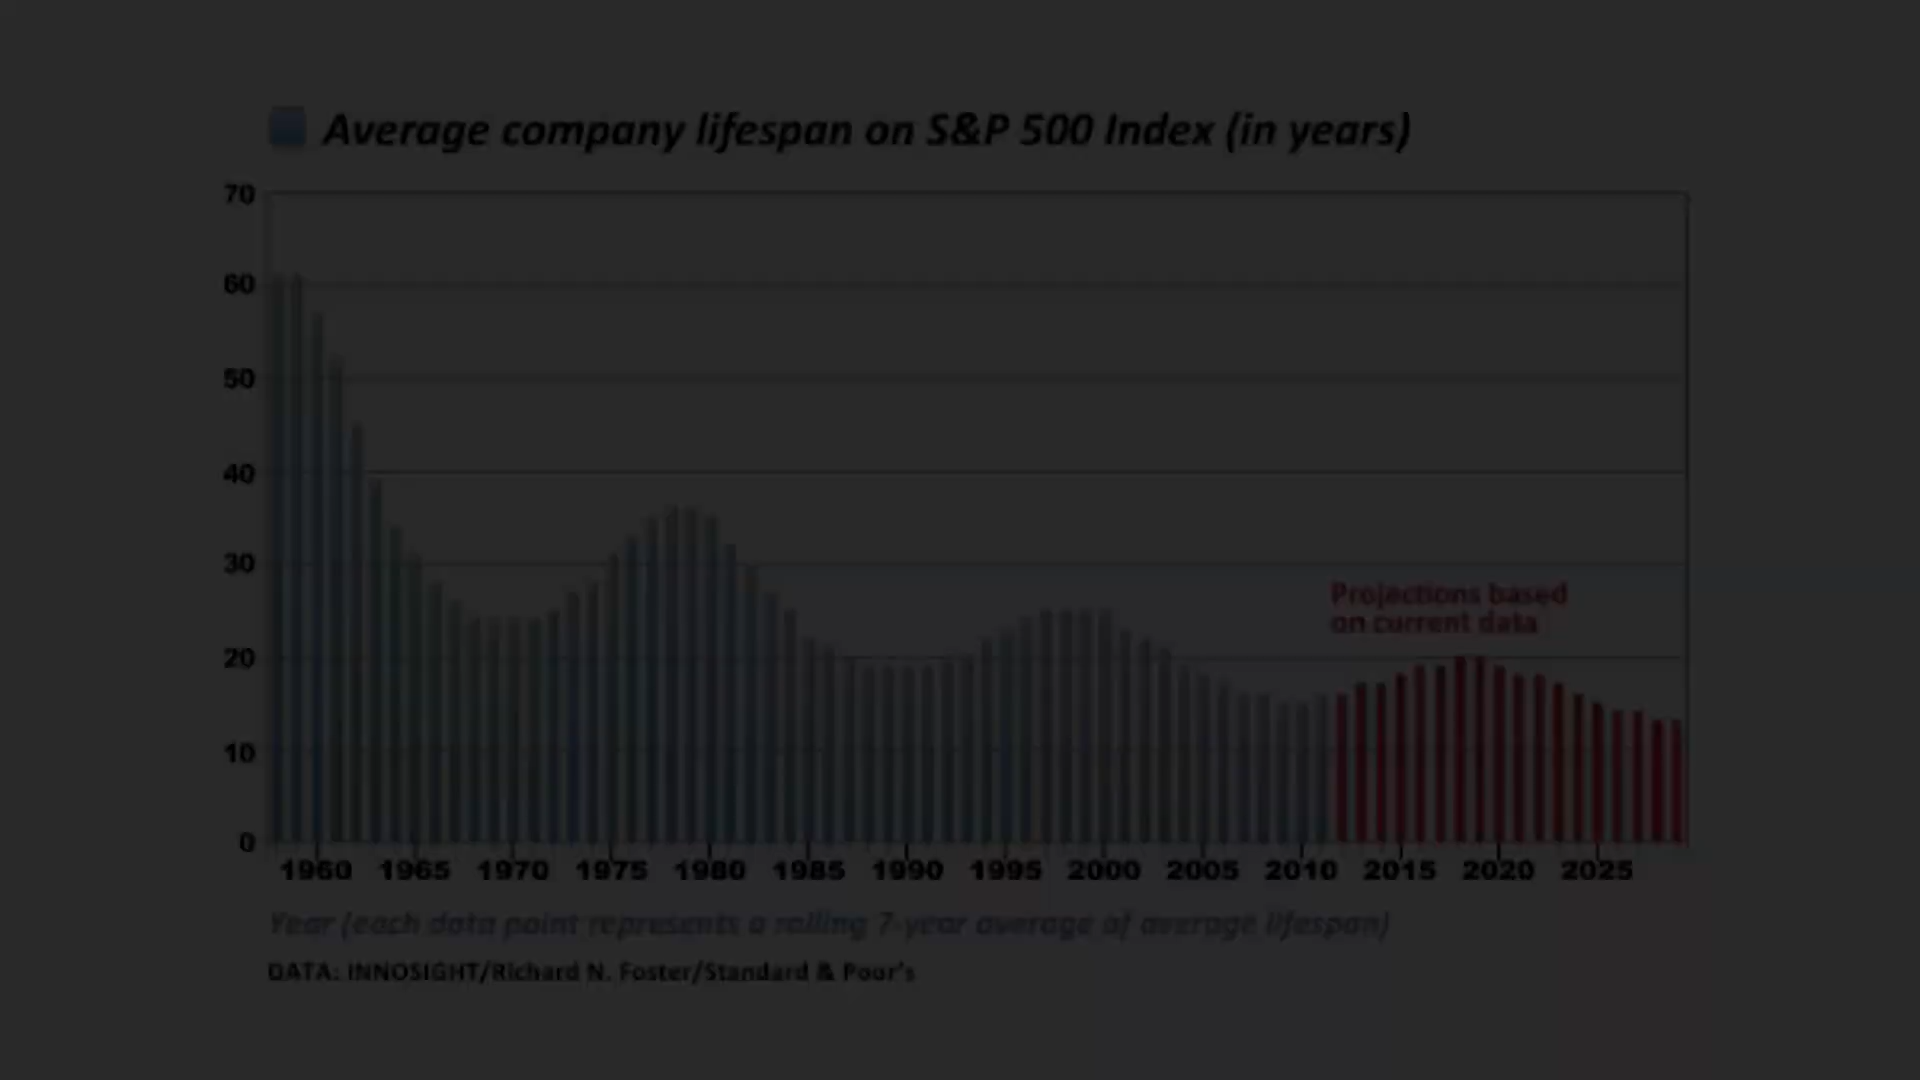 Average company lifespan on S&P 500 Index (in years)
70
60
50
40
30
20
10
0
Projections based
on current data
1960 1965 1970 1975 1980 1985 1990 1995 2000 2005 2010 2015 2020 2025
Year (each data point represents a rolling 7-year average of average lifespan)
DATA: INNOSIGHT/Richard N. Foster/Standard & Pour's